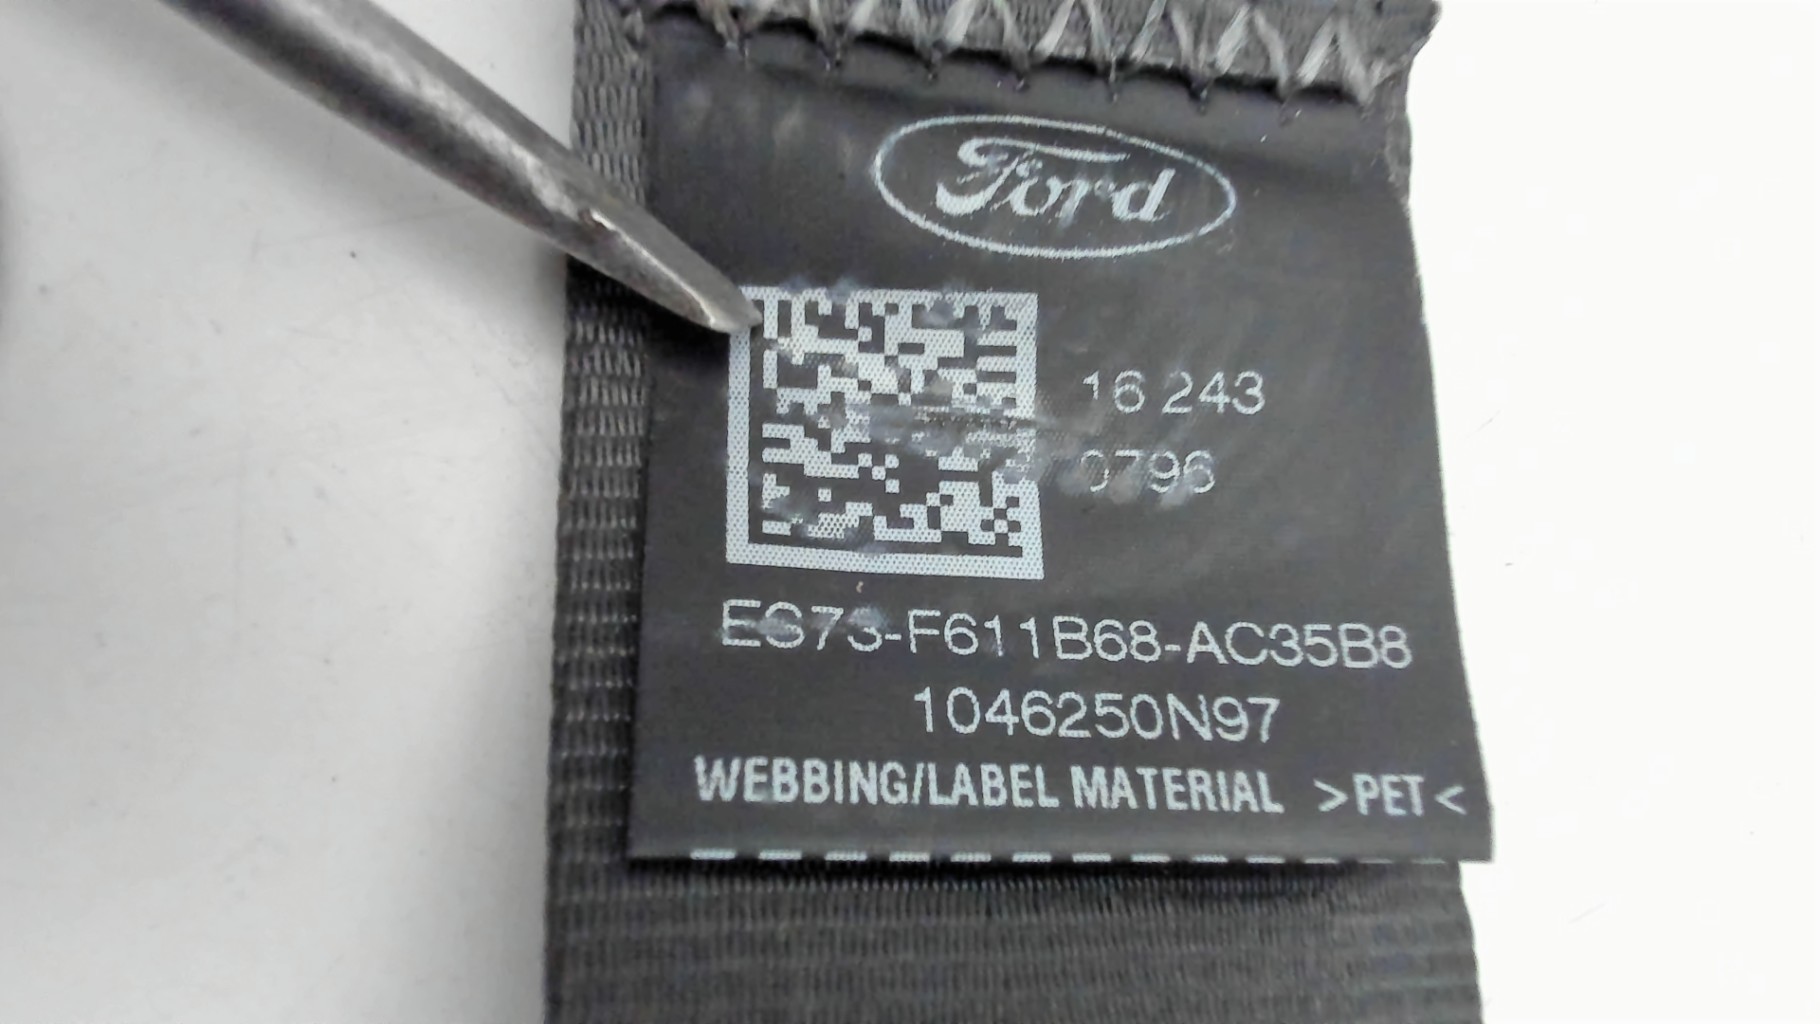 Ford
16 243
0796
ES73-F611B68-AC35B8
1046250N97
WEBBING/LABEL MATERIAL >PET<